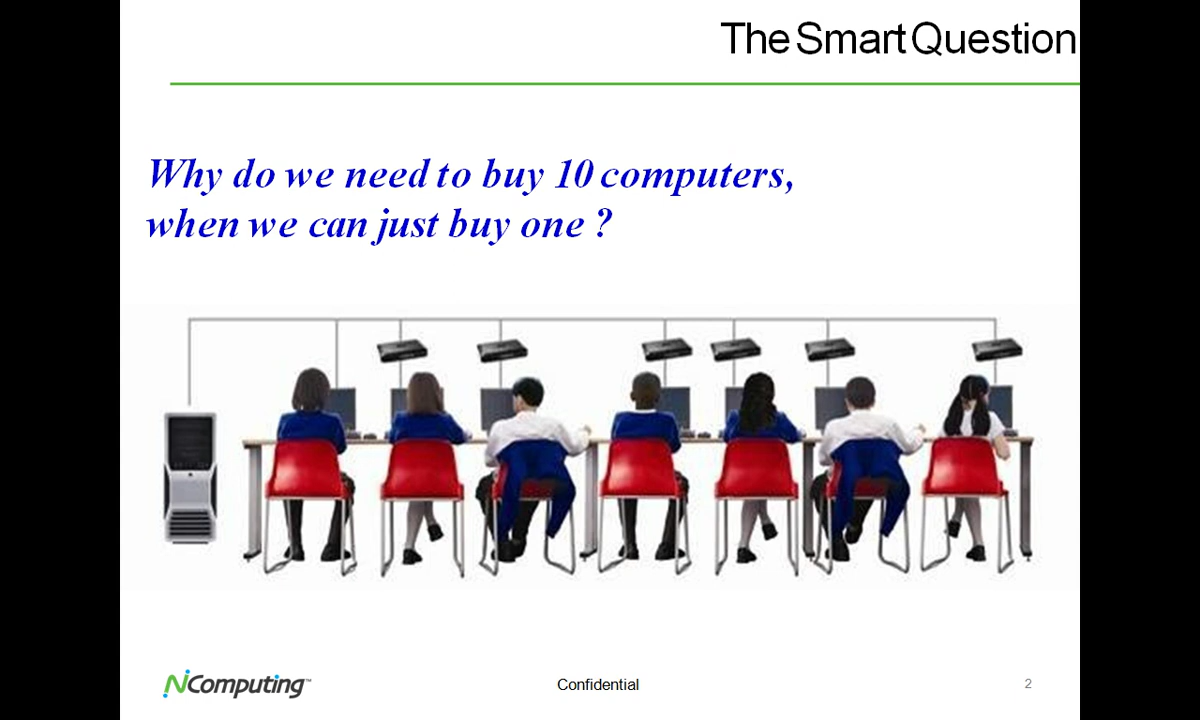 The Smart Question
Why do we need to buy 10 computers,
when we can just buy one ?
NComputing™
Confidential
2